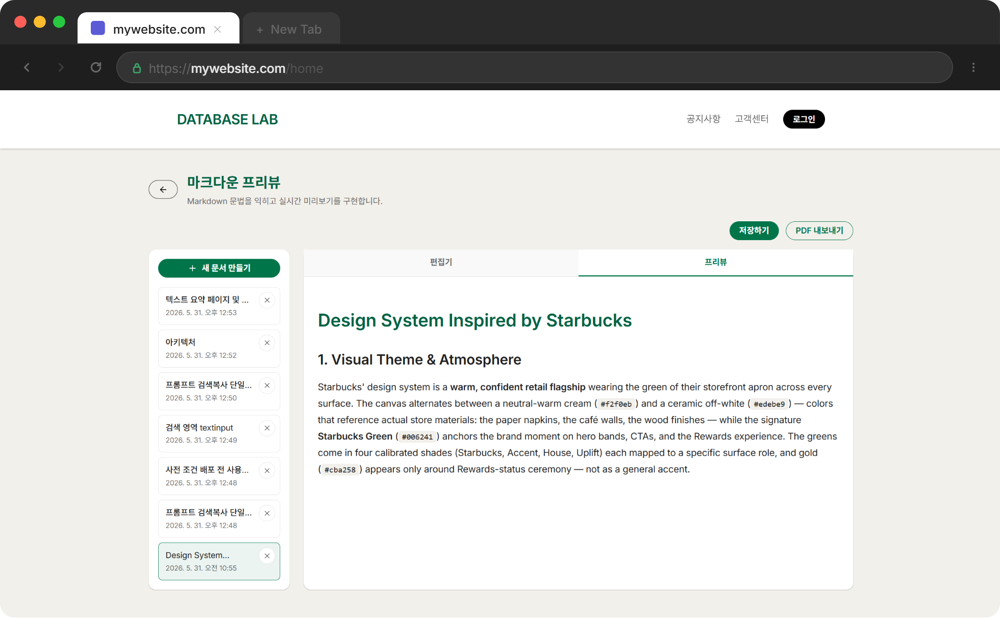 mywebsite.com
+ New Tab
https://mywebsite.com/home
DATABASE LAB
공지사항
고객센터
로그인
마크다운 프리뷰
Markdown 문법을 익히고 실시간 미리보기를 구현합니다.
저장하기
PDF 내보내기
+ 새 문서 만들기
텍스트 요약 페이지 및 ...
2026. 5. 31. 오후 12:53
아키텍처
2026. 5. 31. 오후 12:52
프롬프트 검색복사 단일...
2026. 5. 31. 오후 12:50
검색 영역 textinput
2026. 5. 31. 오후 12:49
사전 조건 배포 전 사용...
2026. 5. 31. 오후 12:48
프롬프트 검색복사 단일...
2026. 5. 31. 오후 12:48
Design System...
2026. 5. 31. 오전 10:55
편집기
프리뷰
Design System Inspired by Starbucks
1. Visual Theme & Atmosphere
Starbucks' design system is a warm, confident retail flagship wearing the green of their storefront apron across every
surface. The canvas alternates between a neutral-warm cream ( #f2f0eb ) and a ceramic off-white ( #edebe9 ) — colors
that reference actual store materials: the paper napkins, the café walls, the wood finishes — while the signature
Starbucks Green ( #006241 ) anchors the brand moment on hero bands, CTAs, and the Rewards experience. The greens
come in four calibrated shades (Starbucks, Accent, House, Uplift) each mapped to a specific surface role, and gold
( #cba258 ) appears only around Rewards-status ceremony — not as a general accent.